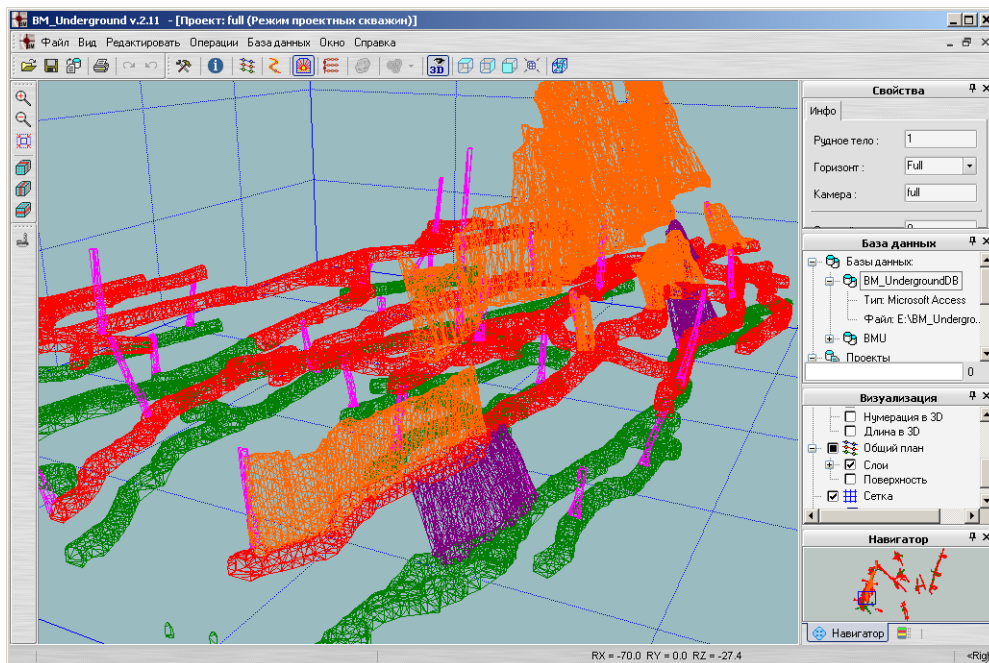 BM_Underground v.2.11 - [Проект: full (Режим проектных скважин)]
Файл Вид Редактировать Операции База данных Окно Справка
3D
Свойства
Инфо
Рудное тело : 1
Горизонт : Full
Камера : full
База данных
Базы данных:
BM_UndergroundDB
Тип: Microsoft Access
Файл: E:\BM_Undergro...
BMU
Проекты
0
Визуализация
Нумерация в 3D
Длина в 3D
Общий план
Слои
Поверхность
Сетка
Навигатор
Навигатор
RX = -70.0 RY = 0.0 RZ = -27.4
<Righ